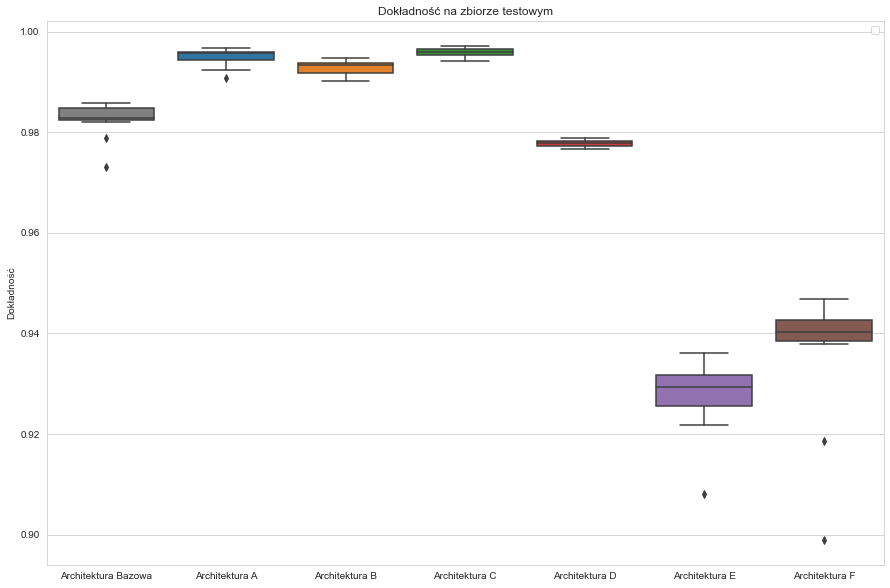 Dokładność na zbiorze testowym
1.00
0.98
0.96
0.94
0.92
0.90
Dokładność
Architektura Bazowa
Architektura A
Architektura B
Architektura C
Architektura D
Architektura E
Architektura F